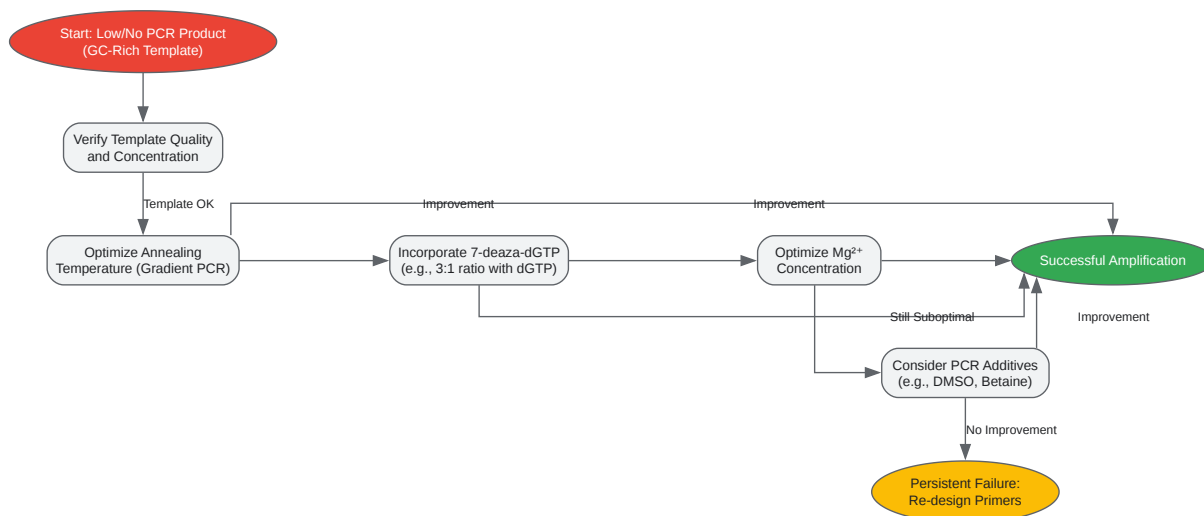 Start: Low/No PCR Product
(GC-Rich Template)
Verify Template Quality
and Concentration
Template OK
Improvement
Improvement
Optimize Annealing
Temperature (Gradient PCR)
Incorporate 7-deaza-dGTP
(e.g., 3:1 ratio with dGTP)
Optimize Mg²⁺
Concentration
Successful Amplification
Still Suboptimal
Improvement
Consider PCR Additives
(e.g., DMSO, Betaine)
No Improvement
Persistent Failure:
Re-design Primers